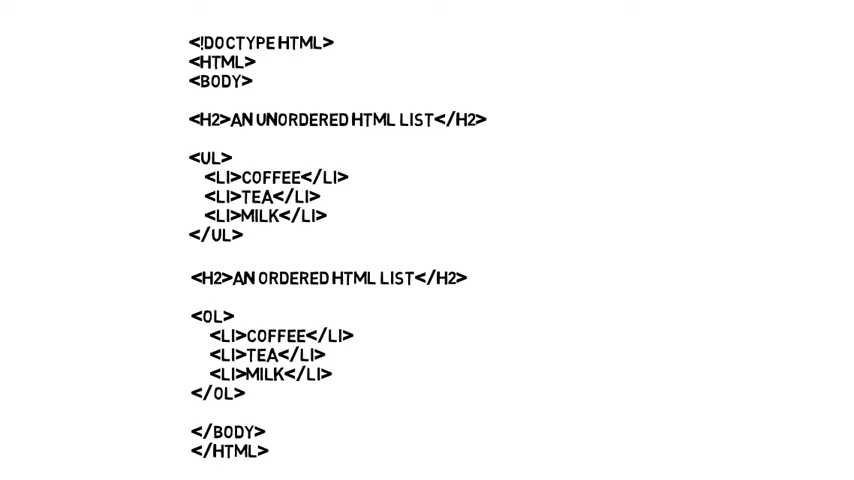 <!DOCTYPE HTML>
<HTML>
<BODY>
<H2>AN UNORDERED HTML LIST</H2>
<UL>
<LI>COFFEE</LI>
<LI>TEA</LI>
<LI>MILK</LI>
</UL>
<H2>AN ORDERED HTML LIST</H2>
<OL>
<LI>COFFEE</LI>
<LI>TEA</LI>
<LI>MILK</LI>
</OL>
</BODY>
</HTML>